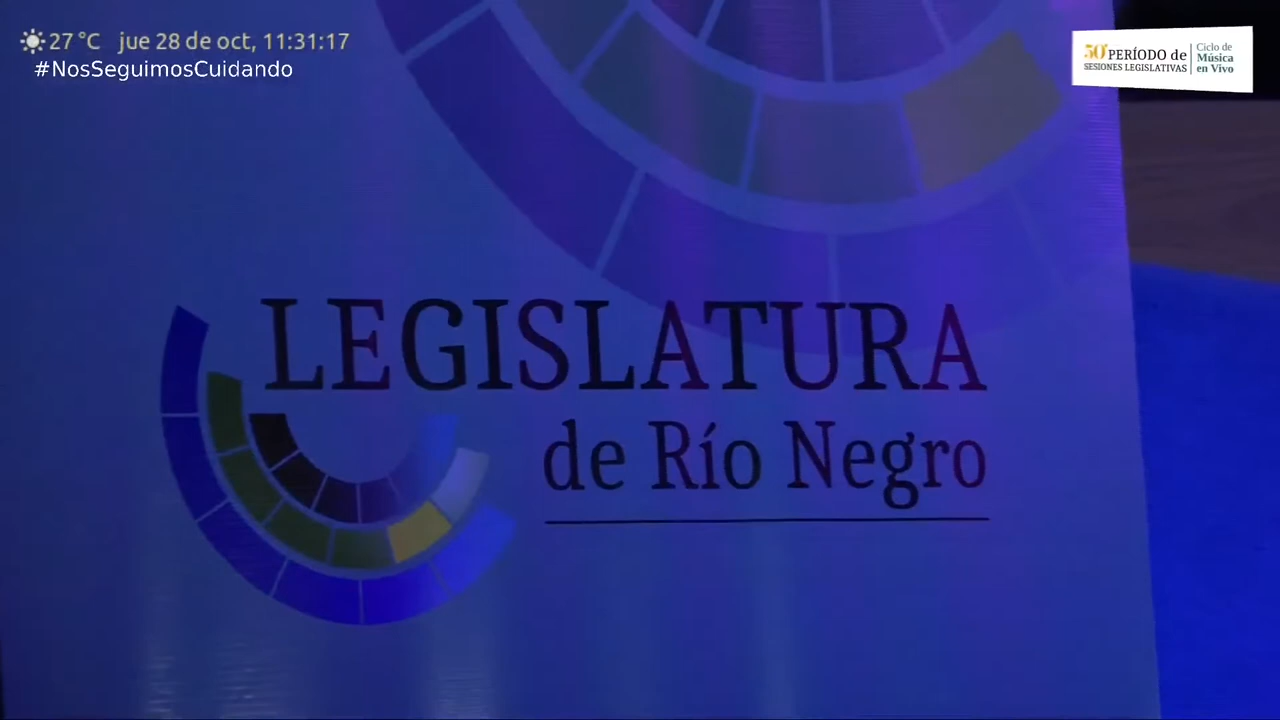 27 °C jue 28 de oct, 11:31:17
#NosSeguimosCuidando
50° PERÍODO de
SESIONES LEGISLATIVAS
Ciclo de
Música
en Vivo
LEGISLATURA
de Río Negro